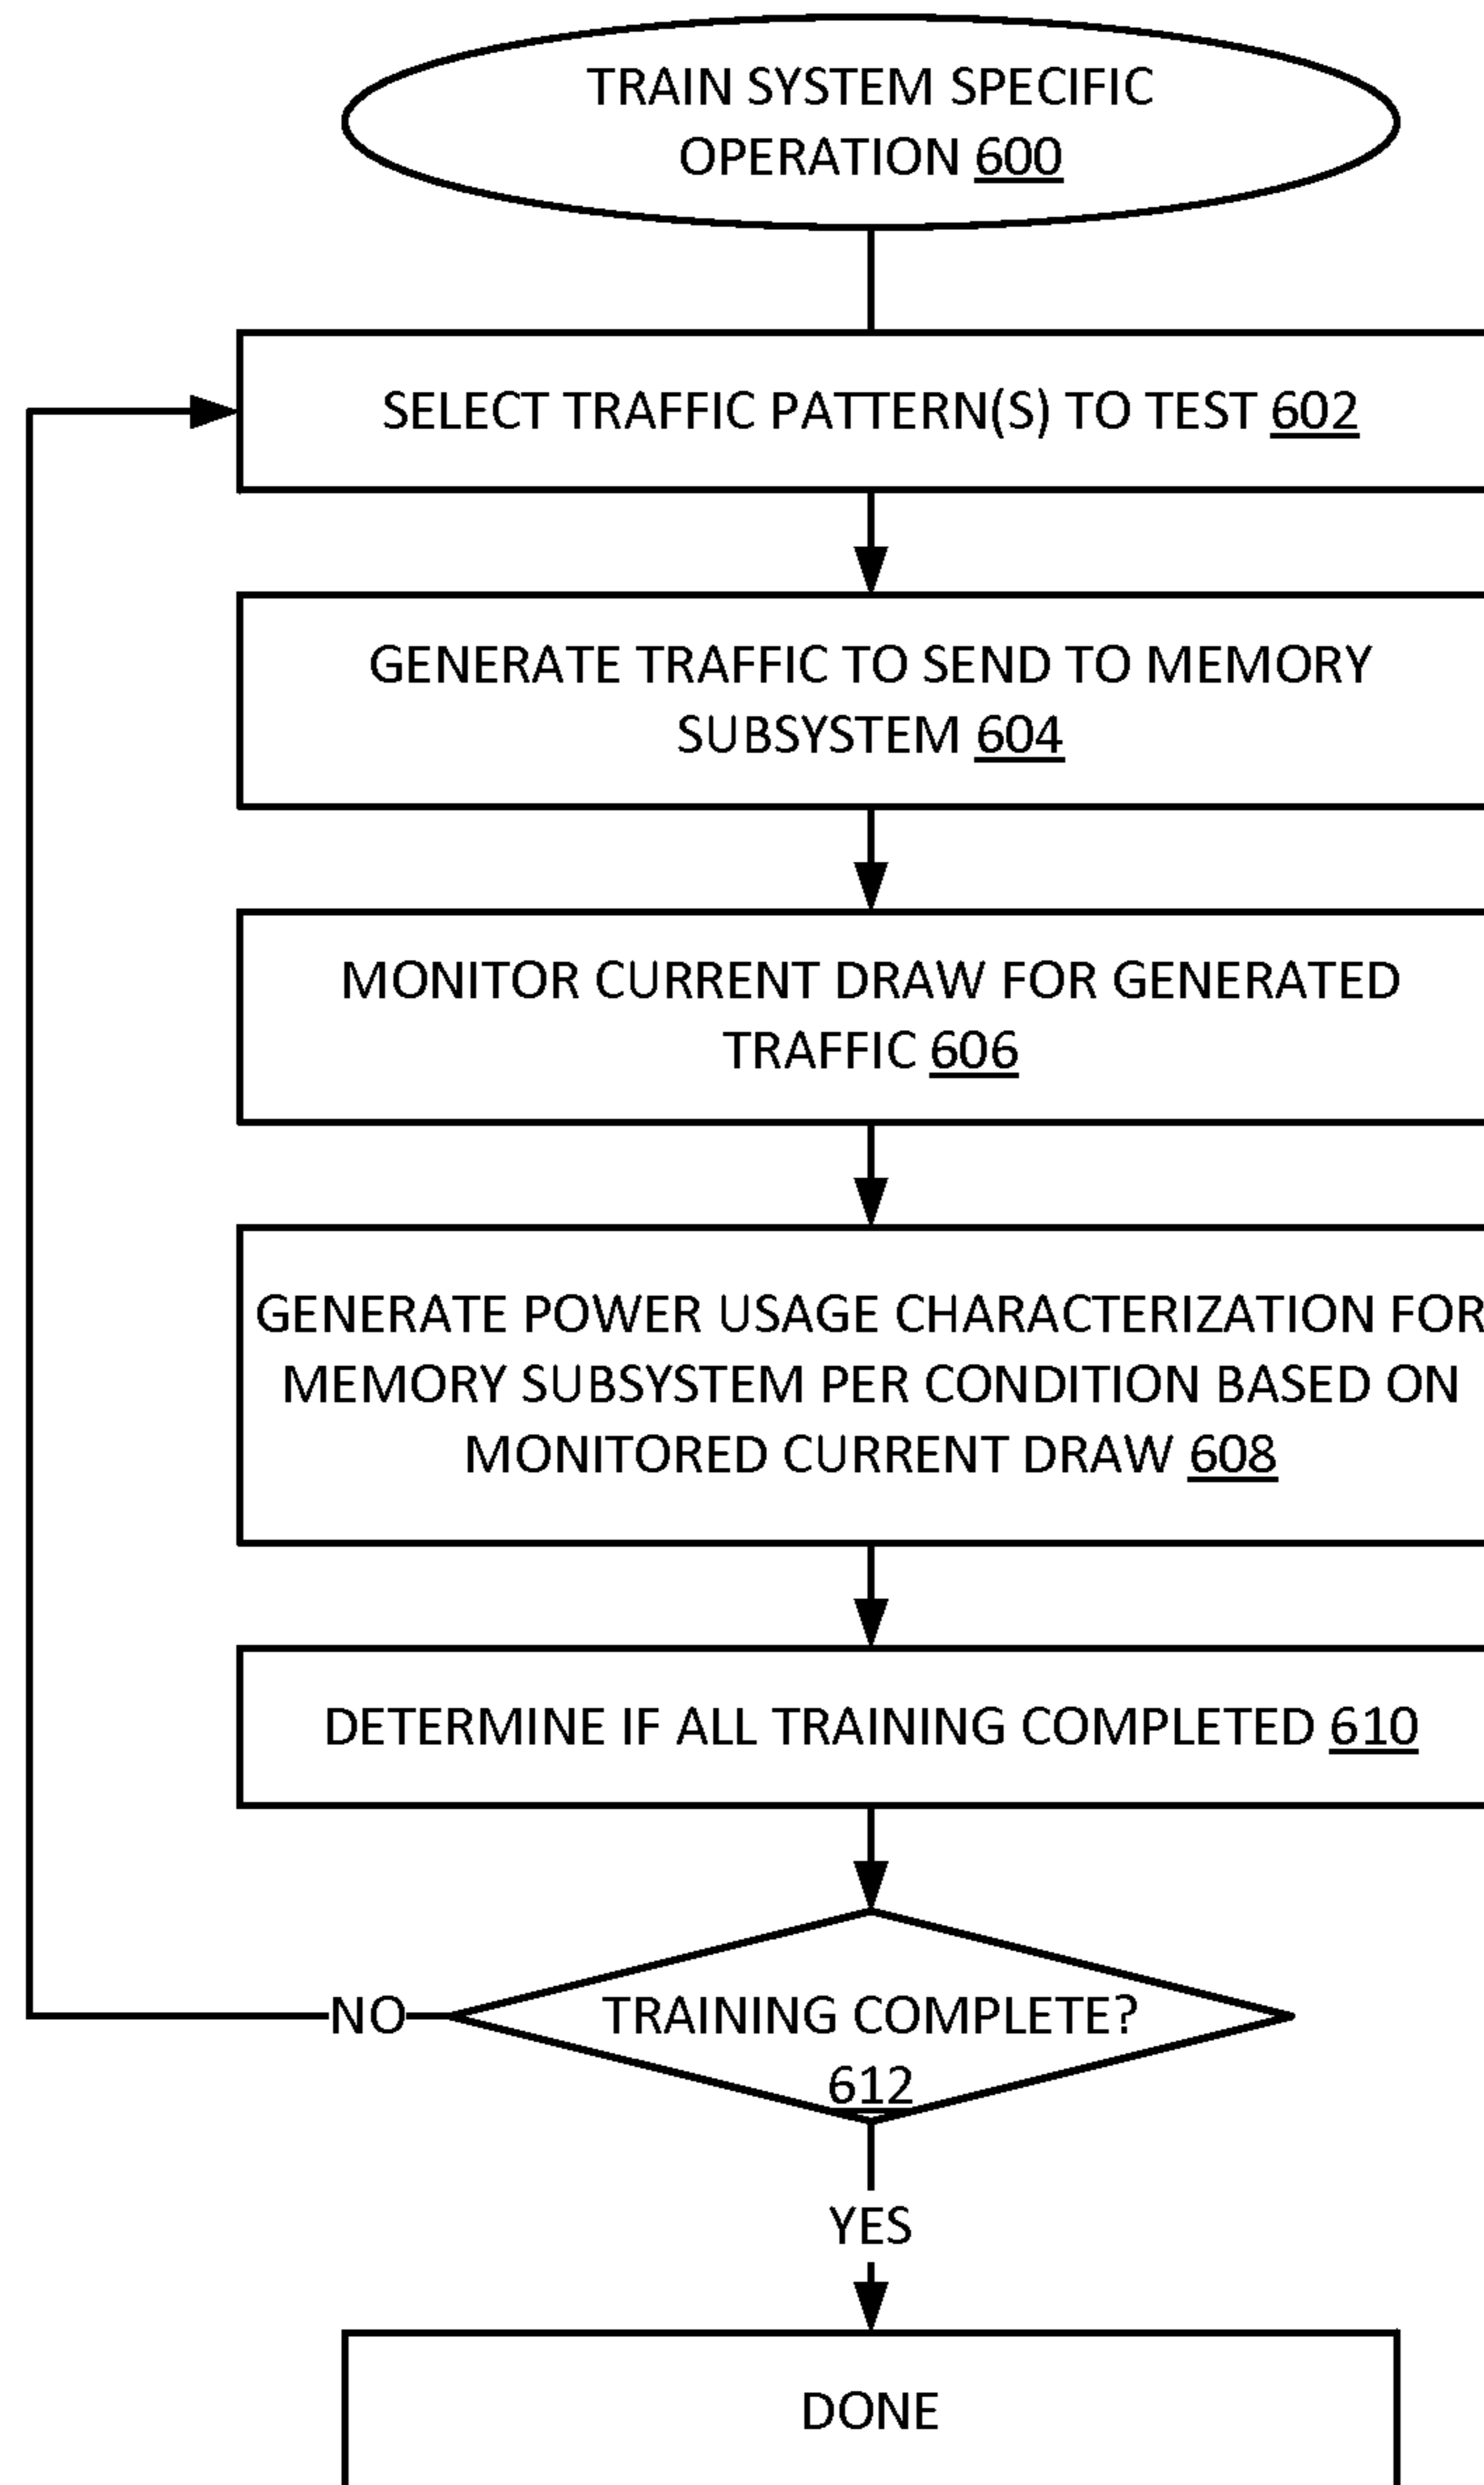 TRAIN SYSTEM SPECIFIC
OPERATION 600
SELECT TRAFFIC PATTERN(S) TO TEST 602
GENERATE TRAFFIC TO SEND TO MEMORY
SUBSYSTEM 604
MONITOR CURRENT DRAW FOR GENERATED
TRAFFIC 606
GENERATE POWER USAGE CHARACTERIZATION FOR
MEMORY SUBSYSTEM PER CONDITION BASED ON
MONITORED CURRENT DRAW 608
DETERMINE IF ALL TRAINING COMPLETED 610
NO
TRAINING COMPLETE?
612
YES
DONE